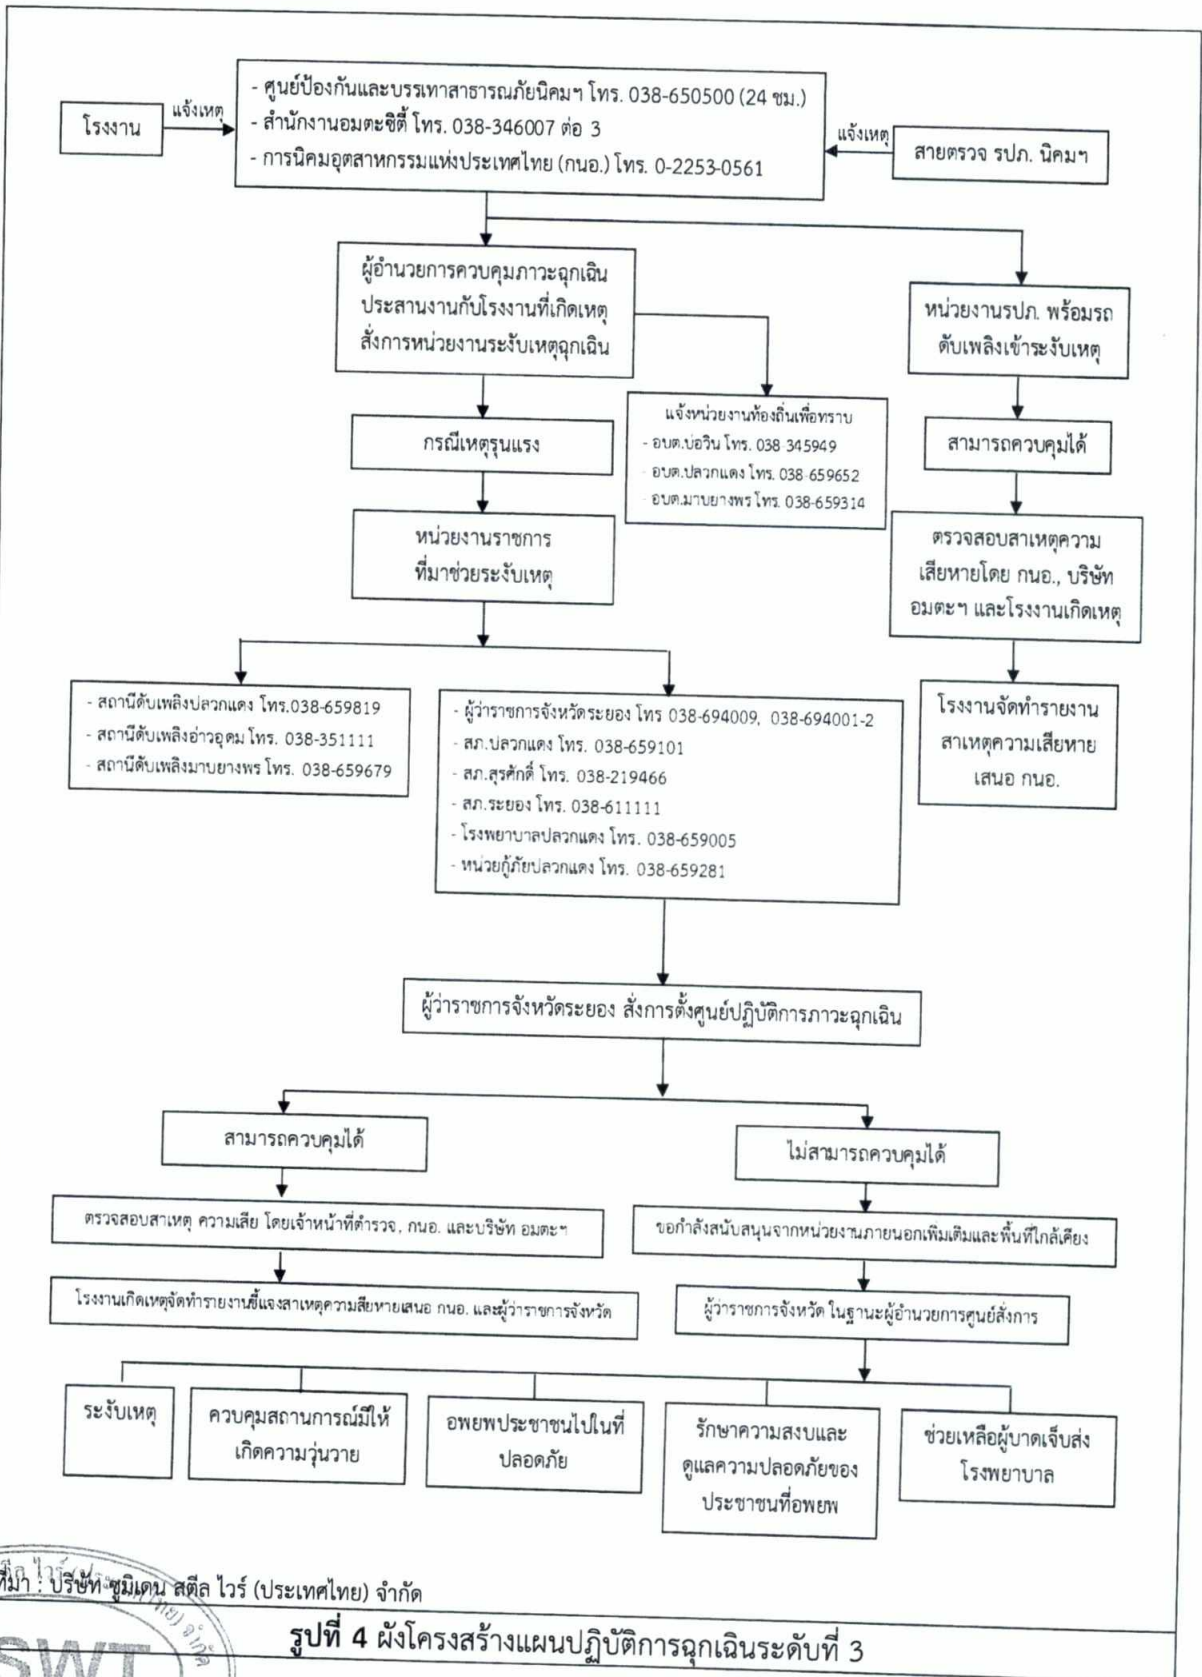 - ศูนย์ป้องกันและบรรเทาสาธารณภัยนิคมฯ โทร. 038-650500 (24 ชม.)
- สำนักงานอมตะซิตี้ โทร. 038-346007 ต่อ 3
- การนิคมอุตสาหกรรมแห่งประเทศไทย (กนอ.) โทร. 0-2253-0561
โรงงาน
แจ้งเหตุ
แจ้งเหตุ
สายตรวจ รปภ. นิคมฯ
ผู้อำนวยการควบคุมภาวะฉุกเฉิน
ประสานงานกับโรงงานที่เกิดเหตุ
สั่งการหน่วยงานระงับเหตุฉุกเฉิน
หน่วยงานรปภ. พร้อมรถ
ดับเพลิงเข้าระงับเหตุ
แจ้งหน่วยงานท้องถิ่นเพื่อทราบ
- อบต.บ่อวิน โทร. 038 345949
- อบต.ปลวกแดง โทร. 038-659652
- อบต.มาบยางพร โทร. 038-659314
กรณีเหตุรุนแรง
สามารถควบคุมได้
หน่วยงานราชการ
ที่มาช่วยระงับเหตุ
ตรวจสอบสาเหตุความ
เสียหายโดย กนอ., บริษัท
อมตะฯ และโรงงานเกิดเหตุ
- สถานีดับเพลิงปลวกแดง โทร.038-659819
- สถานีดับเพลิงอ่าวอุดม โทร. 038-351111
- สถานีดับเพลิงมาบยางพร โทร. 038-659679
- ผู้ว่าราชการจังหวัดระยอง โทร 038-694009, 038-694001-2
- สภ.ปลวกแดง โทร. 038-659101
- สภ.สุรศักดิ์ โทร. 038-219466
- สภ.ระยอง โทร. 038-611111
- โรงพยาบาลปลวกแดง โทร. 038-659005
- หน่วยกู้ภัยปลวกแดง โทร. 038-659281
โรงงานจัดทำรายงาน
สาเหตุความเสียหาย
เสนอ กนอ.
ผู้ว่าราชการจังหวัดระยอง สั่งการตั้งศูนย์ปฏิบัติการภาวะฉุกเฉิน
สามารถควบคุมได้
ไม่สามารถควบคุมได้
ตรวจสอบสาเหตุ ความเสีย โดยเจ้าหน้าที่ตำรวจ, กนอ. และบริษัท อมตะฯ
ขอกำลังสนับสนุนจากหน่วยงานภายนอกเพิ่มเติมและพื้นที่ใกล้เคียง
โรงงานเกิดเหตุจัดทำรายงานชี้แจงสาเหตุความสียหายเสนอ กนอ. และผู้ว่าราชการจังหวัด
ผู้ว่าราชการจังหวัด ในฐานะผู้อำนวยการศูนย์สั่งการ
ระงับเหตุ
ควบคุมสถานการณ์มิให้
เกิดความวุ่นวาย
อพยพประชาชนไปในที่
ปลอดภัย
รักษาความสงบและ
ดูแลความปลอดภัยของ
ประชาชนที่อพยพ
ช่วยเหลือผู้บาดเจ็บส่ง
โรงพยาบาล
ที่มา : บริษัท ซูมิเดน สตีล ไวร์ (ประเทศไทย) จำกัด
รูปที่ 4 ผังโครงสร้างแผนปฏิบัติการฉุกเฉินระดับที่ 3
SWT